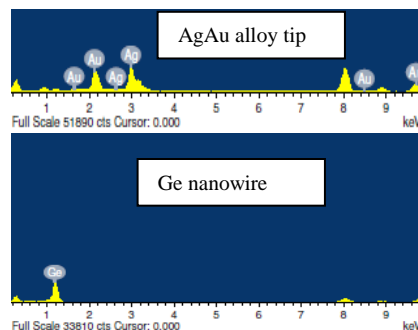 AgAu alloy tip
Au Au Ag Ag Au A
1 2 3 4 5 6 7 8 9
Full Scale 51890 cts Cursor: 0.000 keV
Ge nanowire
Ge
1 2 3 4 5 6 7 8 9
Full Scale 33810 cts Cursor: 0.000 keV